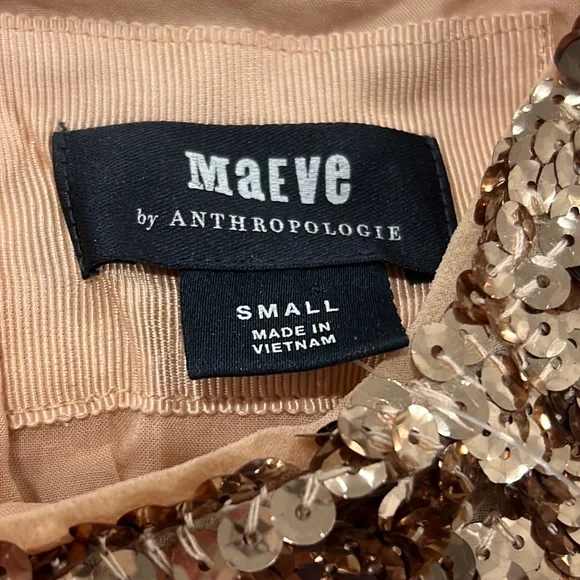 MaEVe
by ANTHROPOLOGIE
SMALL
MADE IN
VIETNAM